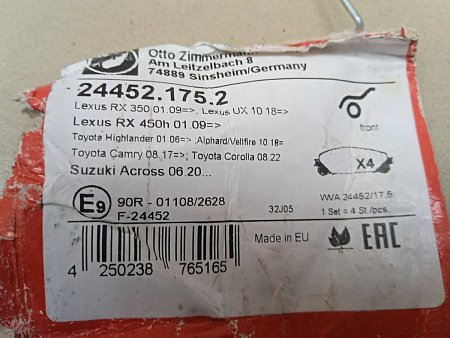 Otto Zimmermann
Am Leitzelbach 8
74889 Sinsheim/Germany
24452.175.2
Lexus RX 350 01.09=>, Lexus UX 10 18=>
Lexus RX 450h 01.09=>
Toyota Highlander 01.06=> ;Alphard/Vellfire 10.18=
Toyota Camry 08.17=>; Toyota Corolla 08.22
Suzuki Across 06.20...
front
X4
E9 90R - 01108/2628
F-24452
32J05
WVA 24452/17.5
1 Set = 4 St./pcs.
Made in EU
EAC
4 250238 765165